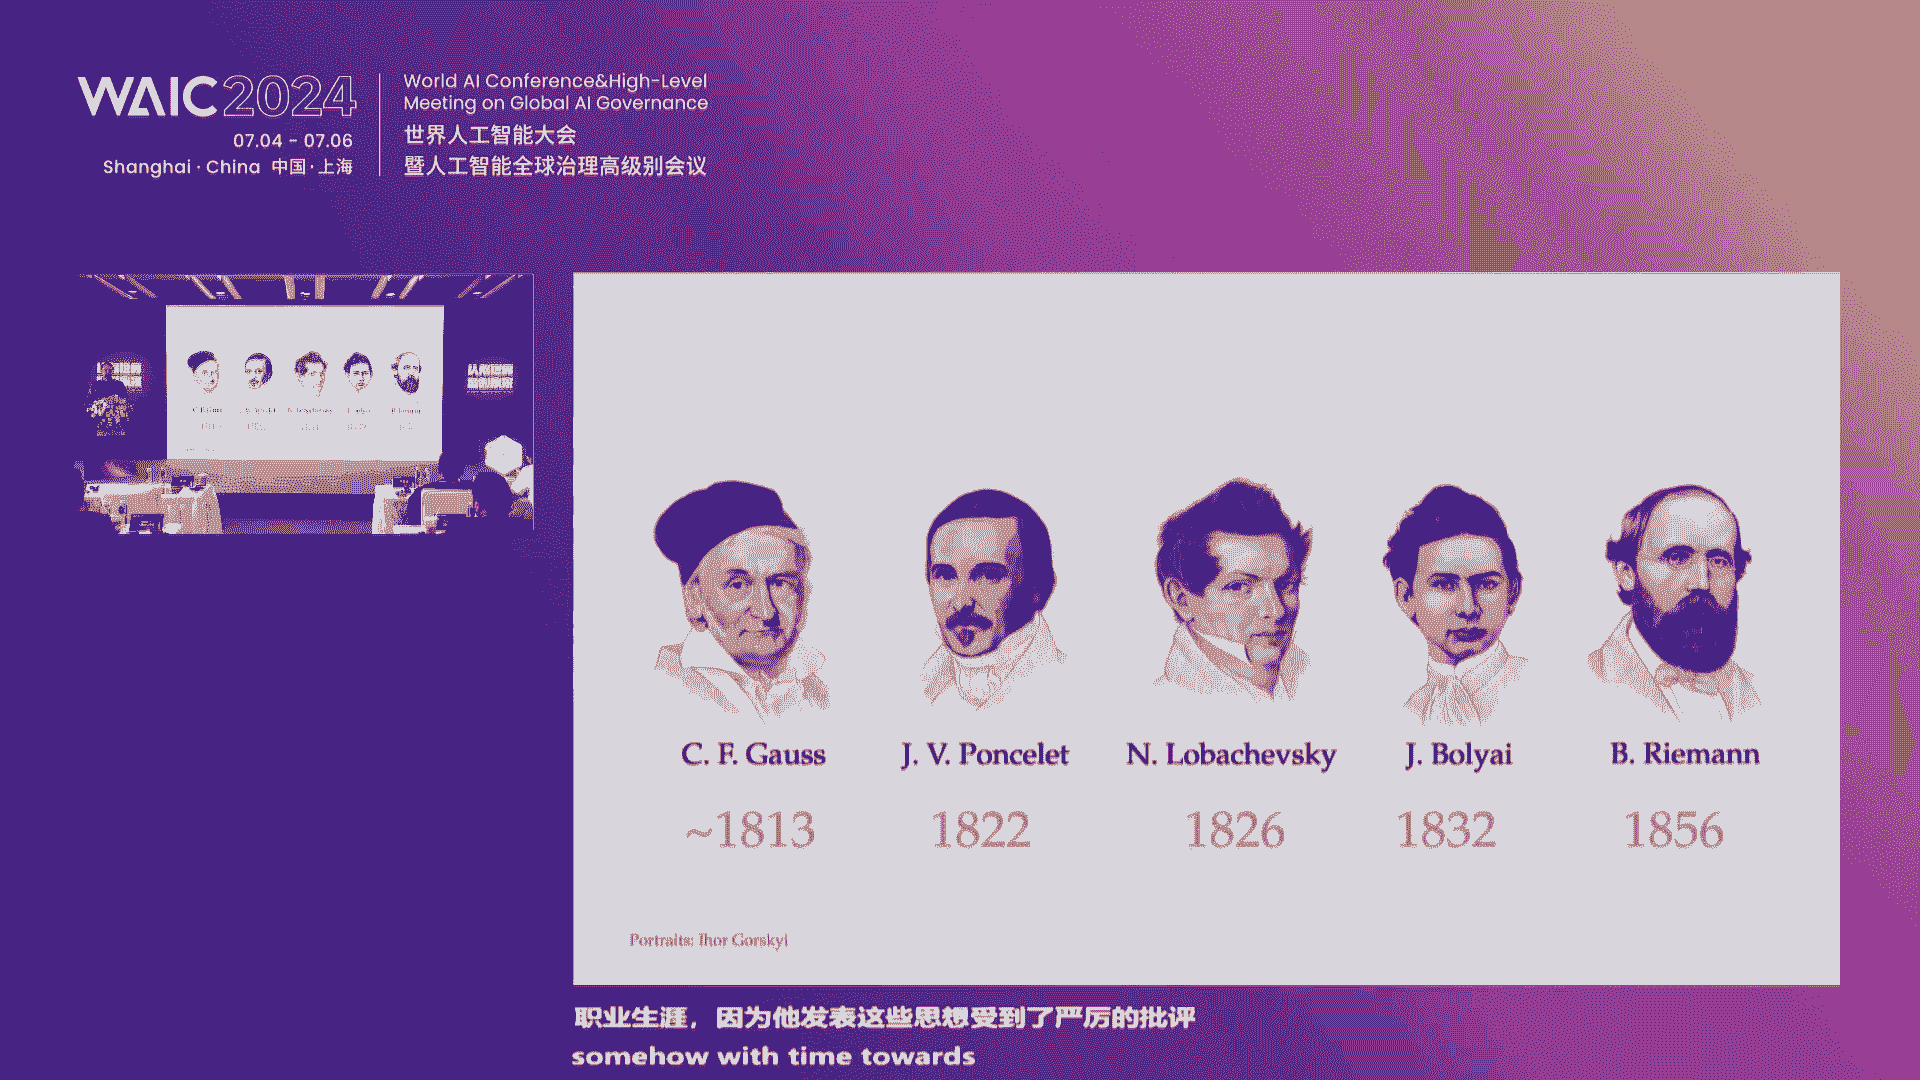 WAIC 2024
07.04 - 07.06
Shanghai · China 中国·上海
World AI Conference&High-Level
Meeting on Global AI Governance
世界人工智能大会
暨人工智能全球治理高级别会议
C. F. Gauss
J. V. Poncelet
N. Lobachevsky
J. Bolyai
B. Riemann
~1813
1822
1826
1832
1856
Portraits: Ihor Gorskyi
职业生涯，因为他发表这些思想受到了严厉的批评
somehow with time towards